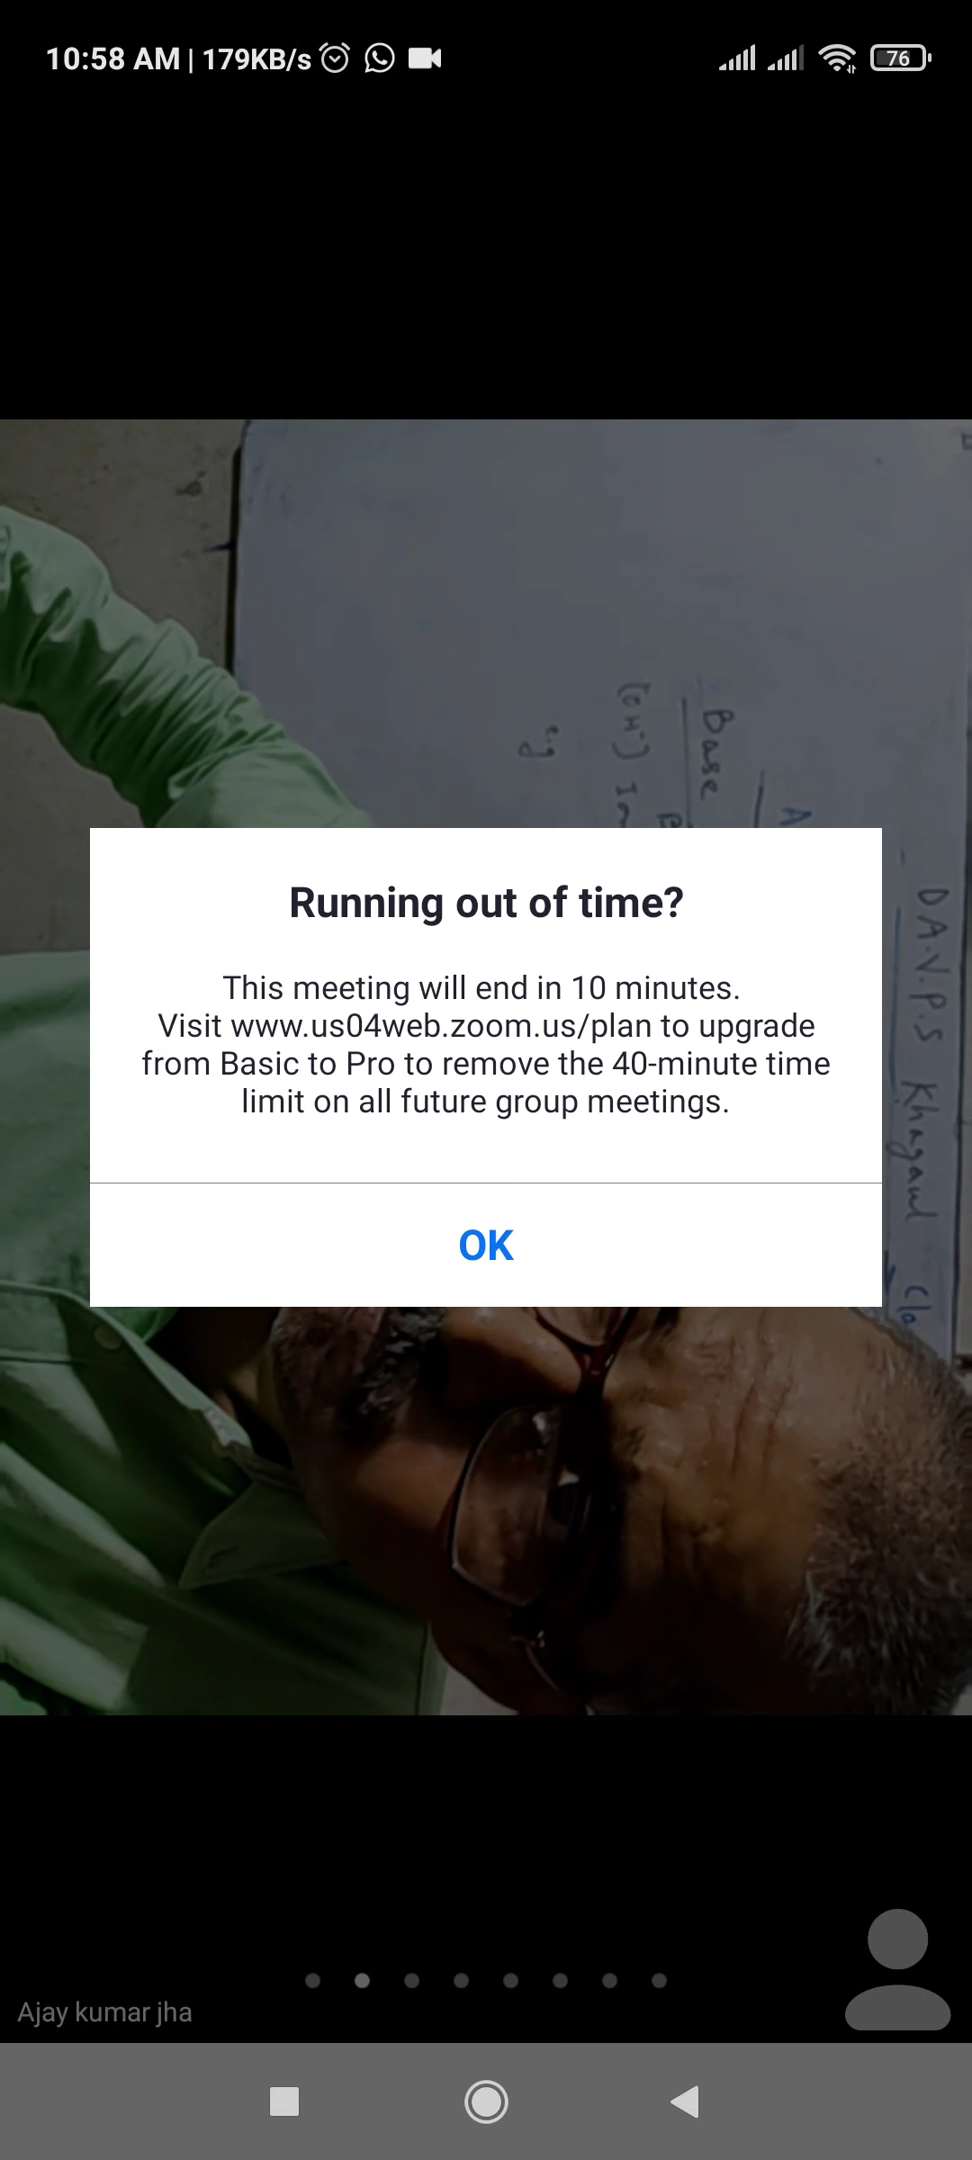 10:58 AM | 179KB/s
76
Base
A
(OH⁻) In
e.g
D A.V.P.S Khagaul
Running out of time?
This meeting will end in 10 minutes.
Visit www.us04web.zoom.us/plan to upgrade
from Basic to Pro to remove the 40-minute time
limit on all future group meetings.
OK
Ajay kumar jha